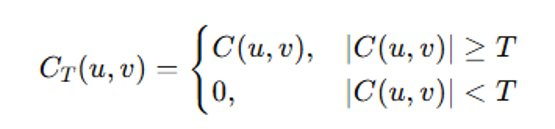 C_T(u, v) = { C(u, v), |C(u, v)| ≥ T
0, |C(u, v)| < T